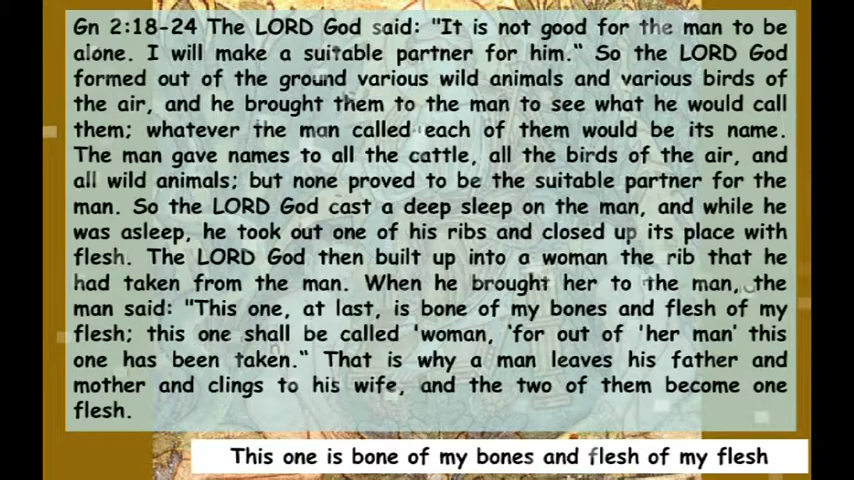 Gn 2:18-24 The LORD God said: "It is not good for the man to be
alone. I will make a suitable partner for him.“ So the LORD God
formed out of the ground various wild animals and various birds of
the air, and he brought them to the man to see what he would call
them; whatever the man called each of them would be its name.
The man gave names to all the cattle, all the birds of the air, and
all wild animals; but none proved to be the suitable partner for the
man. So the LORD God cast a deep sleep on the man, and while he
was asleep, he took out one of his ribs and closed up its place with
flesh. The LORD God then built up into a woman the rib that he
had taken from the man. When he brought her to the man, the
man said: "This one, at last, is bone of my bones and flesh of my
flesh; this one shall be called 'woman, 'for out of 'her man' this
one has been taken.“ That is why a man leaves his father and
mother and clings to his wife, and the two of them become one
flesh.
This one is bone of my bones and flesh of my flesh